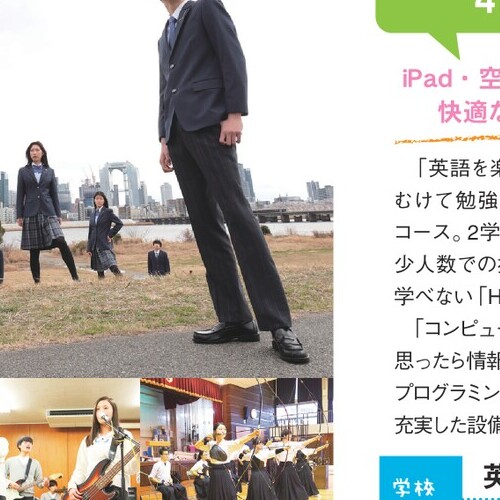 4
iPad・空
快適な
「英語を楽
むけて勉強
コース。2学
少人数での
学べない「H
「コンピュー
思ったら情報
プログラミン
充実した設備
学校
英